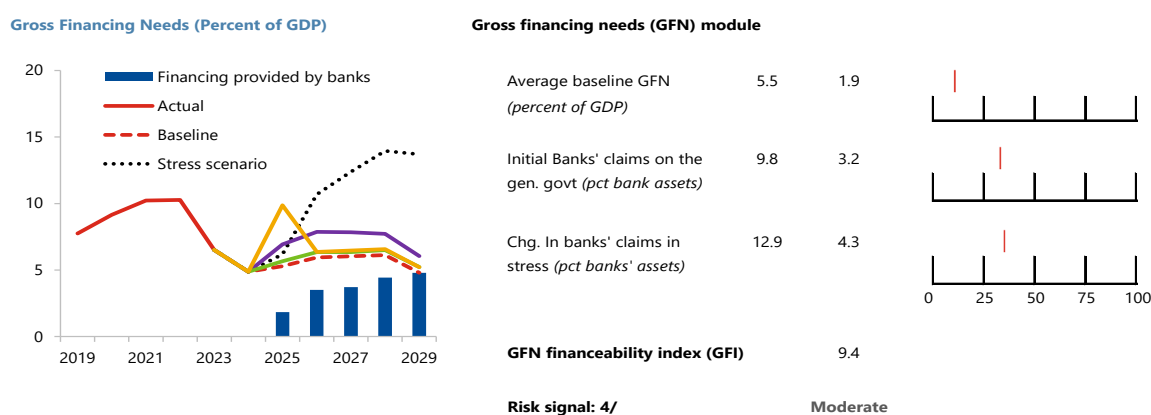 Gross Financing Needs (Percent of GDP)
20
15
10
5
0
Financing provided by banks
Actual
Baseline
Stress scenario
2019 2021 2023 2025 2027 2029
Gross financing needs (GFN) module
Average baseline GFN 5.5 1.9
(percent of GDP)
Initial Banks' claims on the 9.8 3.2
gen. govt (pct bank assets)
Chg. In banks' claims in 12.9 4.3
stress (pct banks' assets)
0 25 50 75 100
GFN financeability index (GFI) 9.4
Risk signal: 4/ Moderate